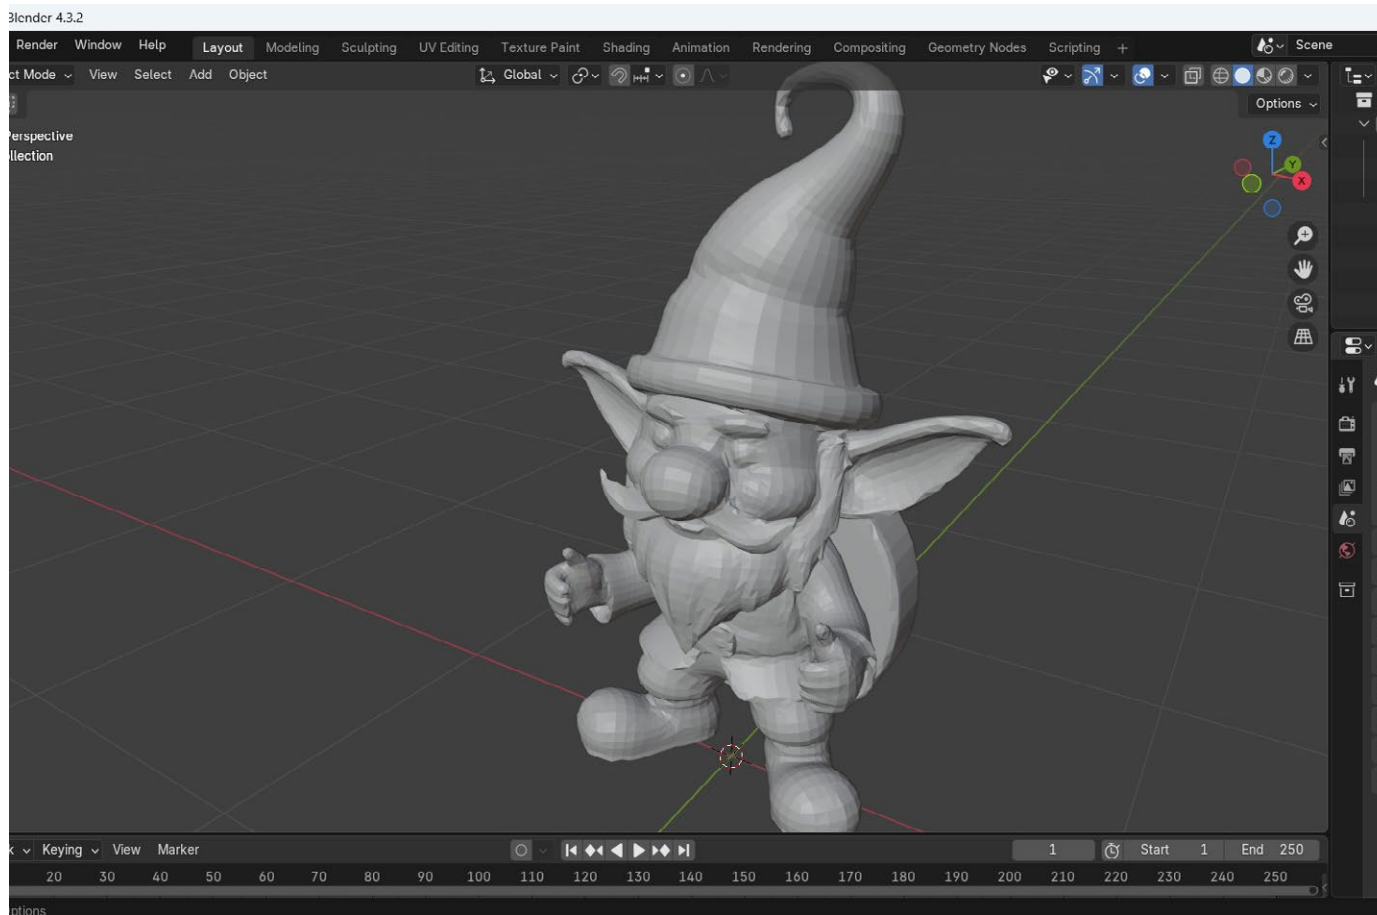 Blender 4.3.2
Render Window Help Layout Modeling Sculpting UV Editing Texture Paint Shading Animation Rendering Compositing Geometry Nodes Scripting + Scene
ct Mode View Select Add Object Global
Options
Perspective
llection
Z
Y
X
Keying View Marker 1 Start 1 End 250
20 30 40 50 60 70 80 90 100 110 120 130 140 150 160 170 180 190 200 210 220 230 240 250
ptions